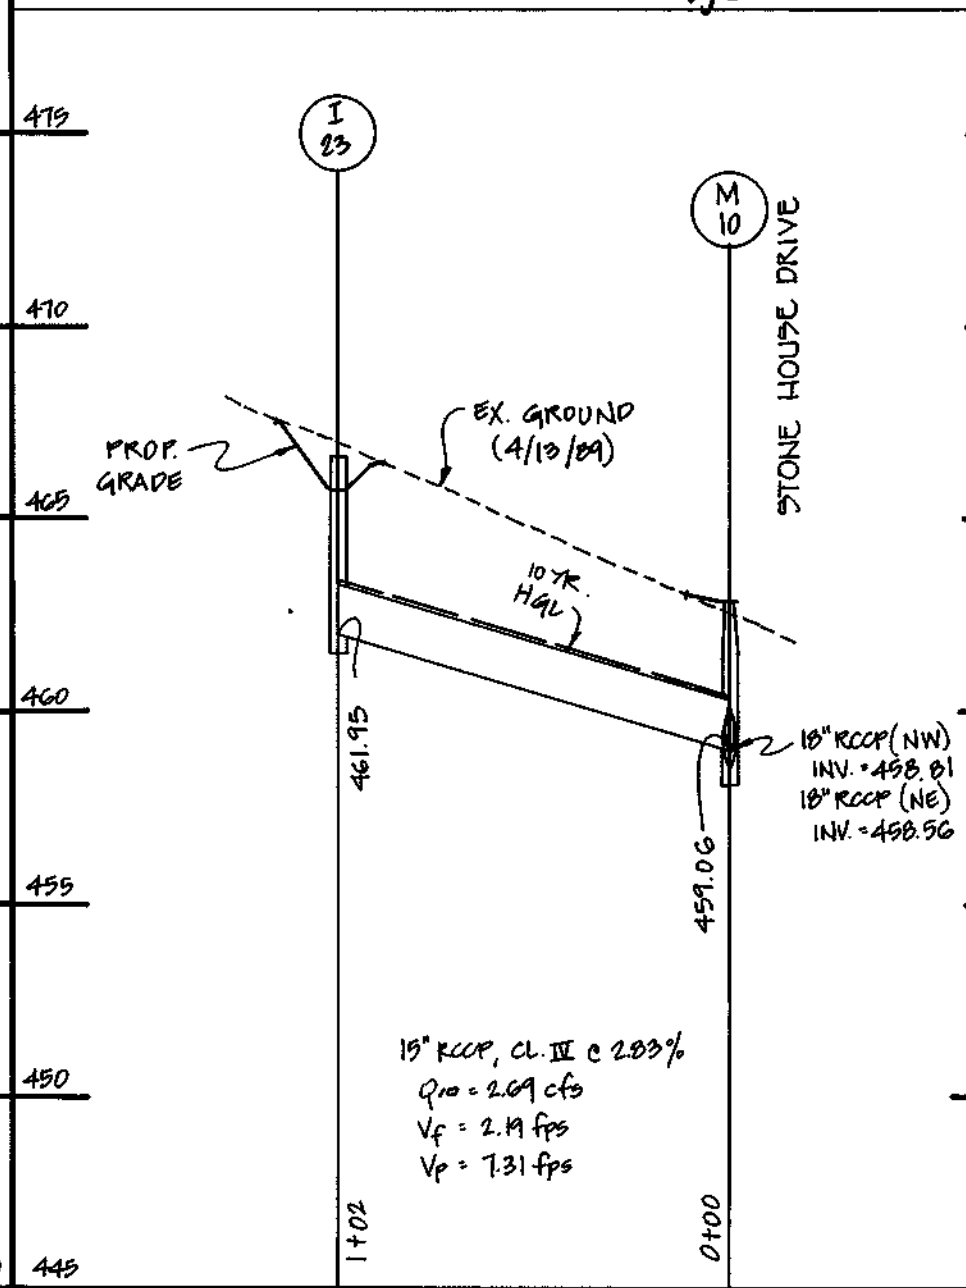 475
I
23
M
10
STONE HOUSE DRIVE
470
EX. GROUND
(4/13/89)
PROP.
GRADE
465
10 YR.
HGL
460
461.95
18" RCCP (NW)
INV. = 458.81
18" RCCP (NE)
INV. = 458.56
459.06
455
15" RCCP, CL. IV @ 2.83%
Q10 = 2.69 cfs
Vf = 2.19 fps
Vp = 7.31 fps
450
1+02
0+00
445